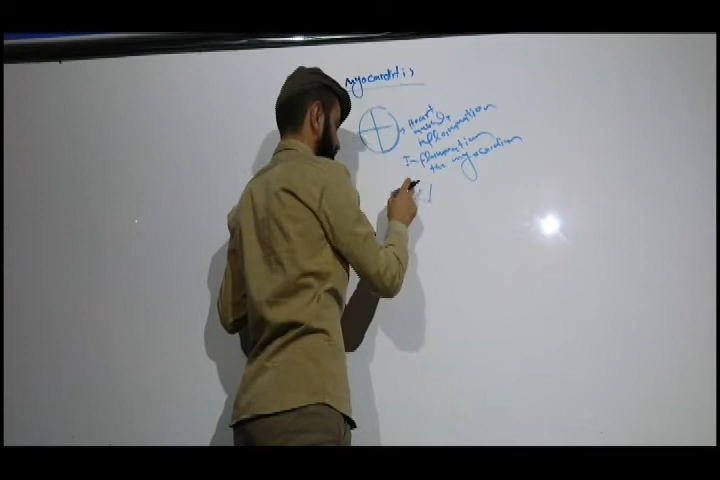 myocarditis
Heart
muscle
inflammation
Inflammation
the myocardium